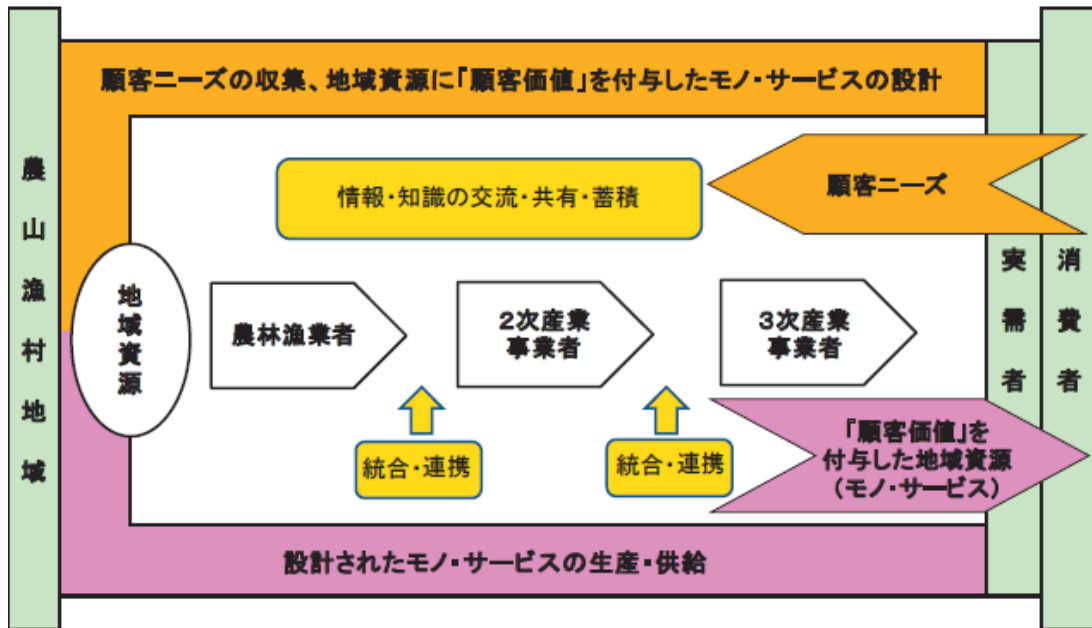 顧客ニーズの収集、地域資源に「顧客価値」を付与したモノ・サービスの設計
農山漁村地域
情報・知識の交流・共有・蓄積
顧客ニーズ
実需者
消費者
地域資源
農林漁業者
2次産業
事業者
3次産業
事業者
統合・連携
統合・連携
「顧客価値」を
付与した地域資源
(モノ・サービス)
設計されたモノ・サービスの生産・供給